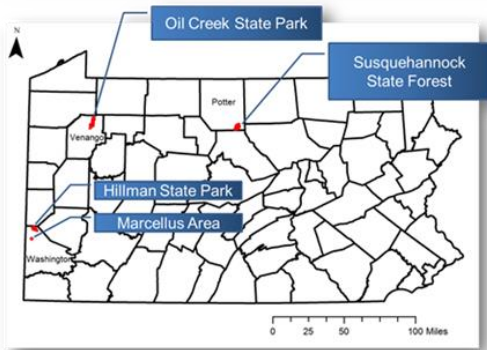 Oil Creek State Park
N
Susquehannock
State Forest
Potter
Venango
Hillman State Park
Marcellus Area
Washington
0 25 50 100 Miles